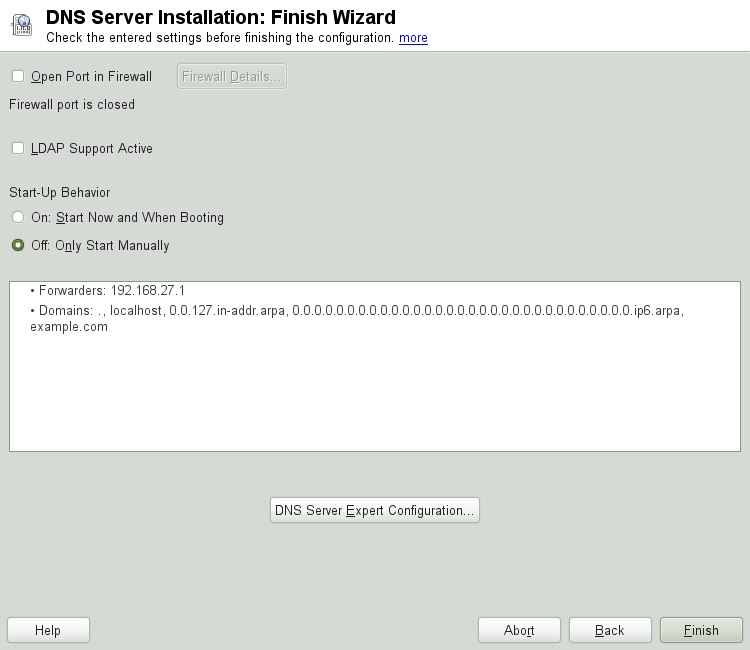 DNS Server Installation: Finish Wizard
Check the entered settings before finishing the configuration. more
Open Port in Firewall Firewall Details...
Firewall port is closed
LDAP Support Active
Start-Up Behavior
On: Start Now and When Booting
Off: Only Start Manually
• Forwarders: 192.168.27.1
• Domains: ., localhost, 0.0.127.in-addr.arpa, 0.0.0.0.0.0.0.0.0.0.0.0.0.0.0.0.0.0.0.0.0.0.0.0.0.0.0.0.0.0.0.ip6.arpa,
example.com
DNS Server Expert Configuration...
Help Abort Back Finish